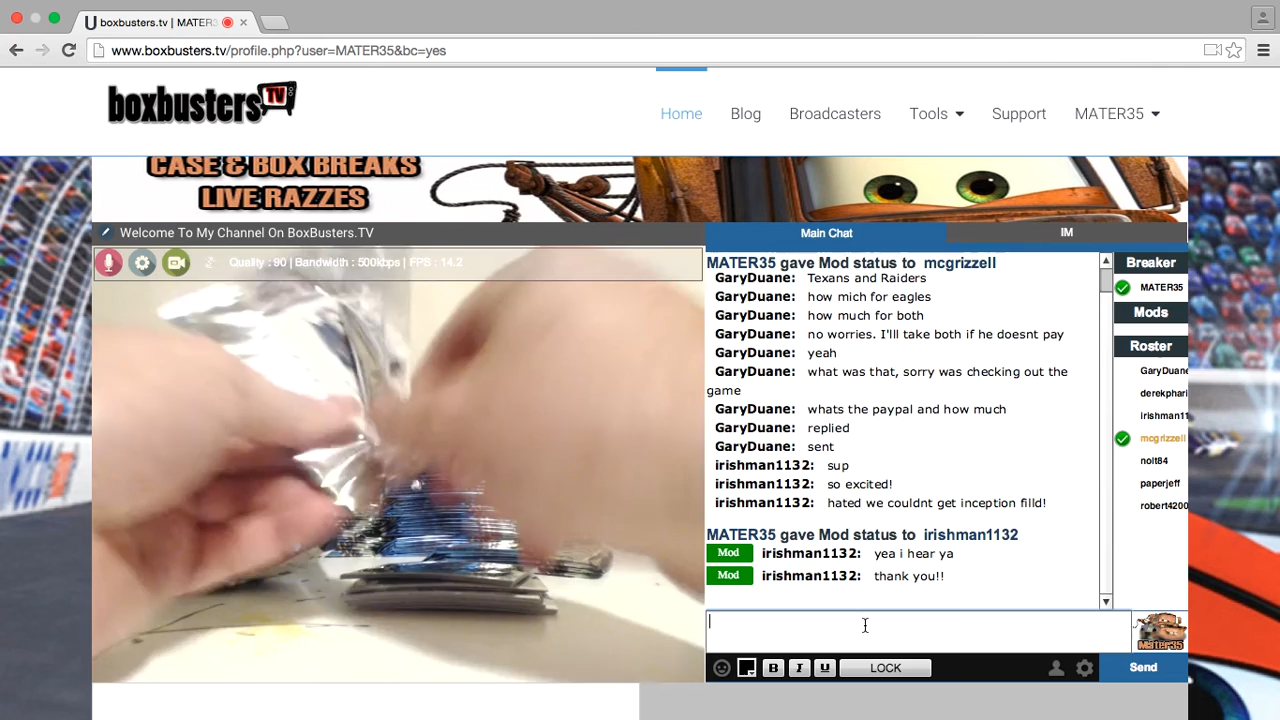 boxbusters.tv | MATER3
www.boxbusters.tv/profile.php?user=MATER35&bc=yes
boxbusters TV
Home Blog Broadcasters Tools Support MATER35
CASE & BOX BREAKS
LIVE RAZZES
Welcome To My Channel On BoxBusters.TV
Main Chat IM
Quality : 90 | Bandwidth : 500kbps | FPS : 14.2
MATER35 gave Mod status to mcgrizzell
GaryDuane: Texans and Raiders
GaryDuane: how mich for eagles
GaryDuane: how much for both
GaryDuane: no worries. I'lll take both if he doesnt pay
GaryDuane: yeah
GaryDuane: what was that, sorry was checking out the
game
GaryDuane: whats the paypal and how much
GaryDuane: replied
GaryDuane: sent
irishman1132: sup
irishman1132: so excited!
irishman1132: hated we couldnt get inception filld!
MATER35 gave Mod status to irishman1132
Mod irishman1132: yea i hear ya
Mod irishman1132: thank you!!
Breaker
MATER35
Mods
Roster
GaryDuane
derekphari
irishman11
mcgrizzell
nolt84
paperjeff
robert4200
Mater35
B I U LOCK Send